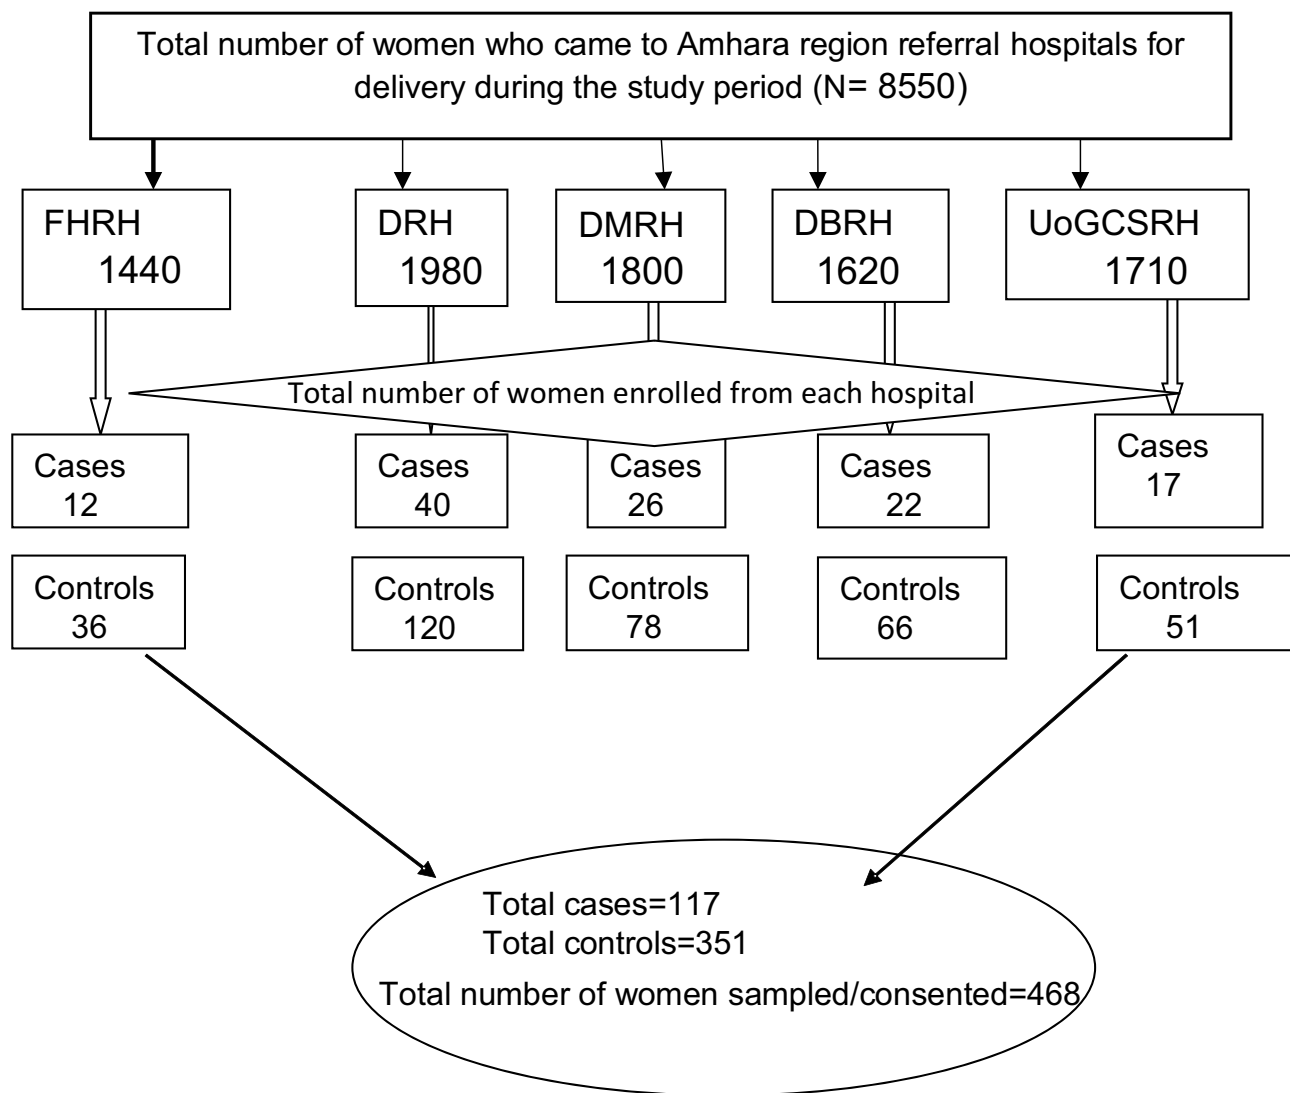 Total number of women who came to Amhara region referral hospitals for
delivery during the study period (N= 8550)
FHRH
1440
DRH
1980
DMRH
1800
DBRH
1620
UoGCSRH
1710
Total number of women enrolled from each hospital
Cases
12
Cases
40
Cases
26
Cases
22
Cases
17
Controls
36
Controls
120
Controls
78
Controls
66
Controls
51
Total cases=117
Total controls=351
Total number of women sampled/consented=468